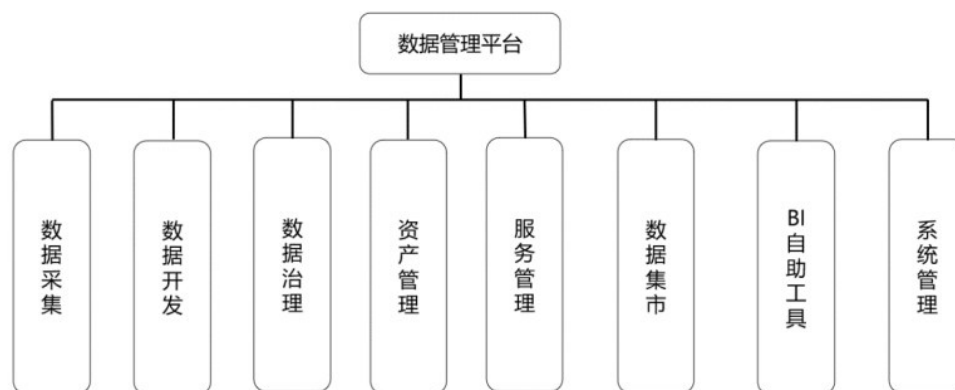 数据管理平台
数据采集
数据开发
数据治理
资产管理
服务管理
数据集市
BI自助工具
系统管理